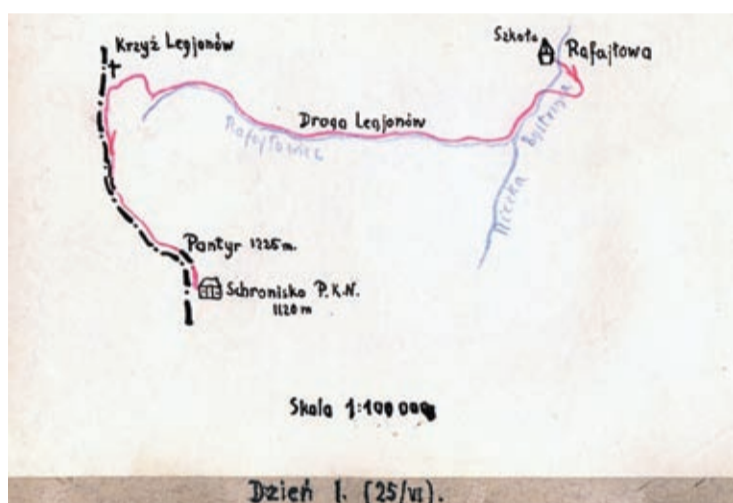 Krzyż Legjonów
Szkoła
Rafajłowa
Droga Legjonów
Rafajłowiec
Bystrzyca
Pantyr 1225 m.
Schronisko P.K.N.
1120 m
Skala 1:100 000
Dzień I. (25/VI).